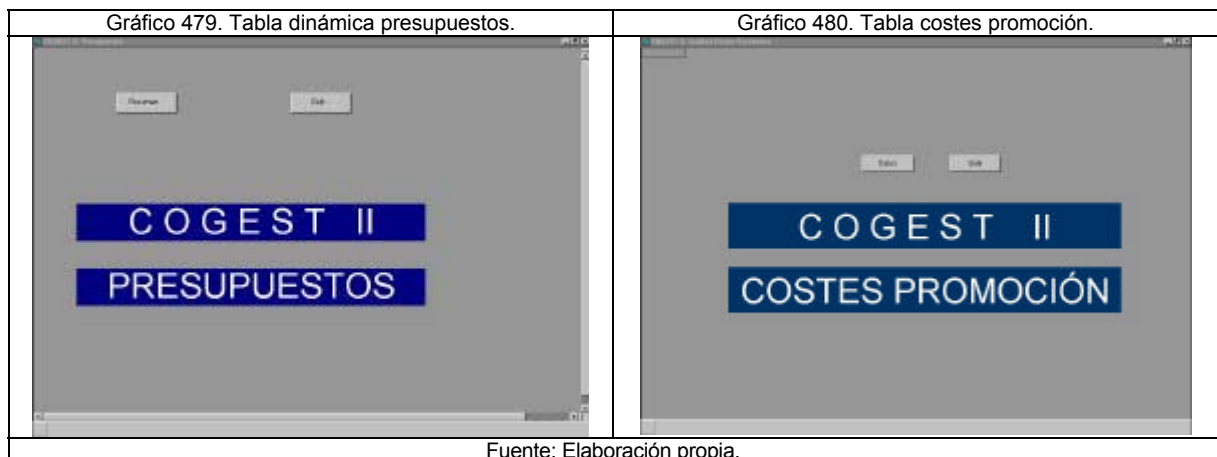 Gráfico 479. Tabla dinámica presupuestos.
Gráfico 480. Tabla costes promoción.
COGEST II
PRESUPUESTOS
COGEST II
COSTES PROMOCIÓN
Fuente: Elaboración propia.